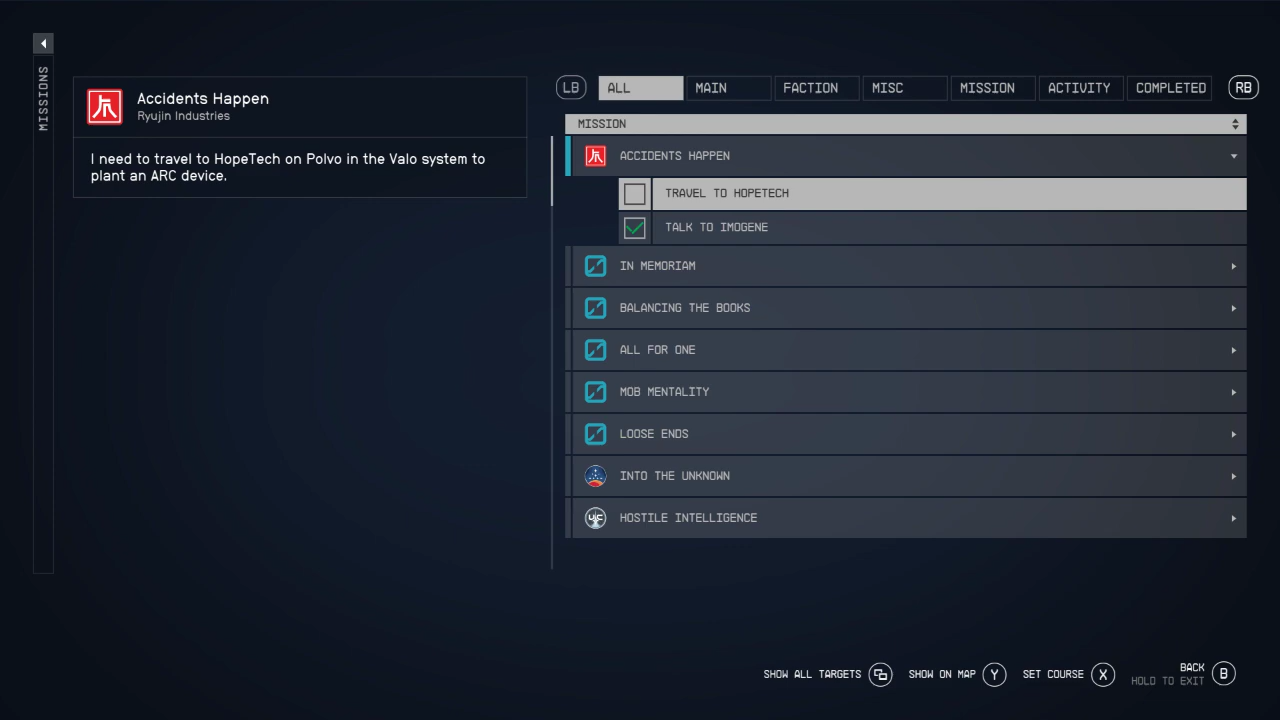 MISSIONS
Accidents Happen
Ryujin Industries
I need to travel to HopeTech on Polvo in the Valo system to
plant an ARC device.
LB
ALL
MAIN
FACTION
MISC
MISSION
ACTIVITY
COMPLETED
RB
MISSION
ACCIDENTS HAPPEN
TRAVEL TO HOPETECH
TALK TO IMOGENE
IN MEMORIAM
BALANCING THE BOOKS
ALL FOR ONE
MOB MENTALITY
LOOSE ENDS
INTO THE UNKNOWN
UC
HOSTILE INTELLIGENCE
SHOW ALL TARGETS
SHOW ON MAP
Y
SET COURSE
X
BACK
HOLD TO EXIT
B